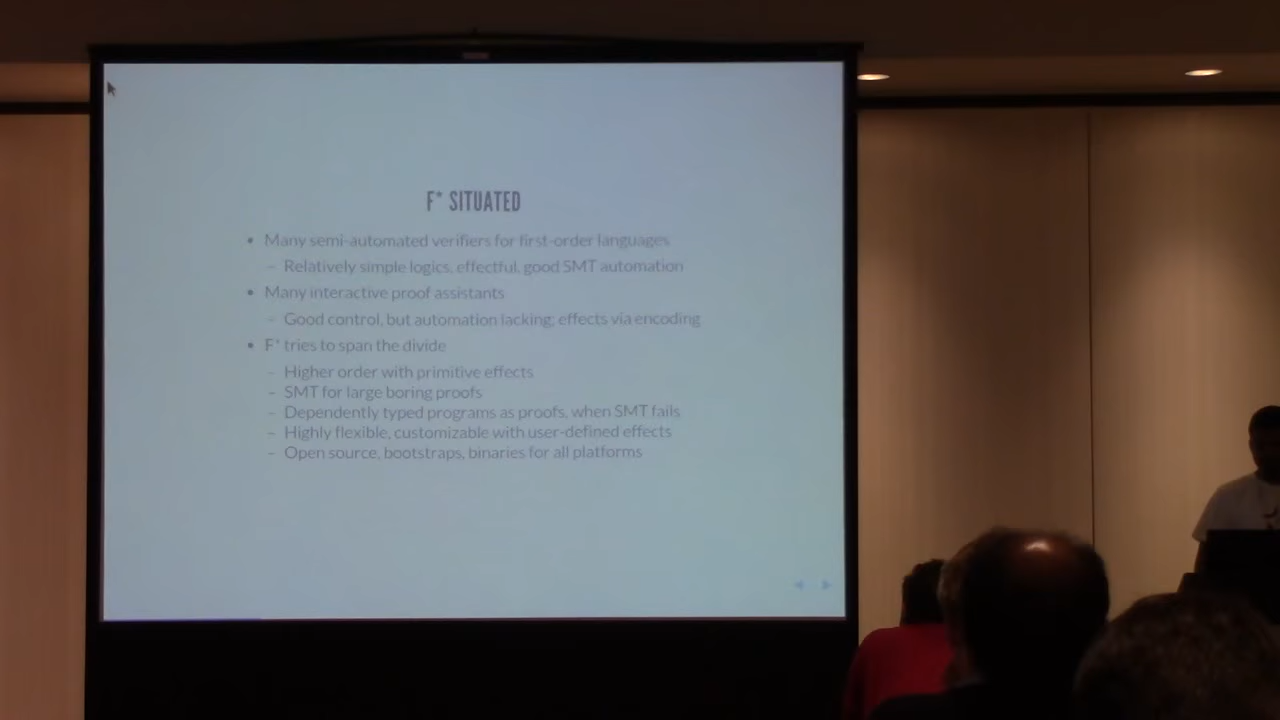 F* SITUATED
• Many semi-automated verifiers for first-order languages
– Relatively simple logics, effectful, good SMT automation
• Many interactive proof assistants
– Good control, but automation lacking; effects via encoding
• F* tries to span the divide
– Higher order with primitive effects
– SMT for large boring proofs
– Dependently typed programs as proofs, when SMT fails
– Highly flexible, customizable with user-defined effects
– Open source, bootstraps, binaries for all platforms